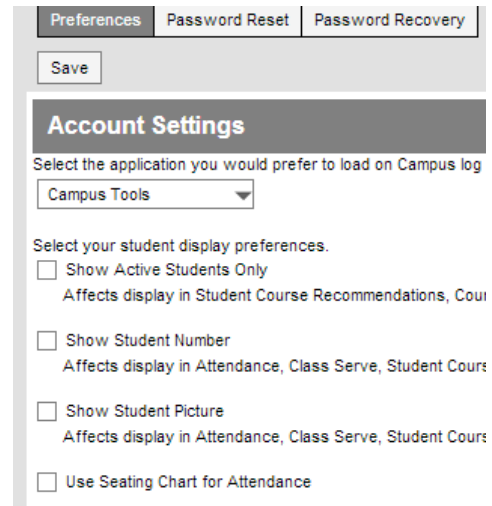 Preferences Password Reset Password Recovery
Save
Account Settings
Select the application you would prefer to load on Campus log
Campus Tools
Select your student display preferences.
Show Active Students Only
Affects display in Student Course Recommendations,
Show Student Number
Affects display in Attendance, Class Serve, Student
Show Student Picture
Affects display in Attendance, Class Serve, Student
Use Seating Chart for Attendance